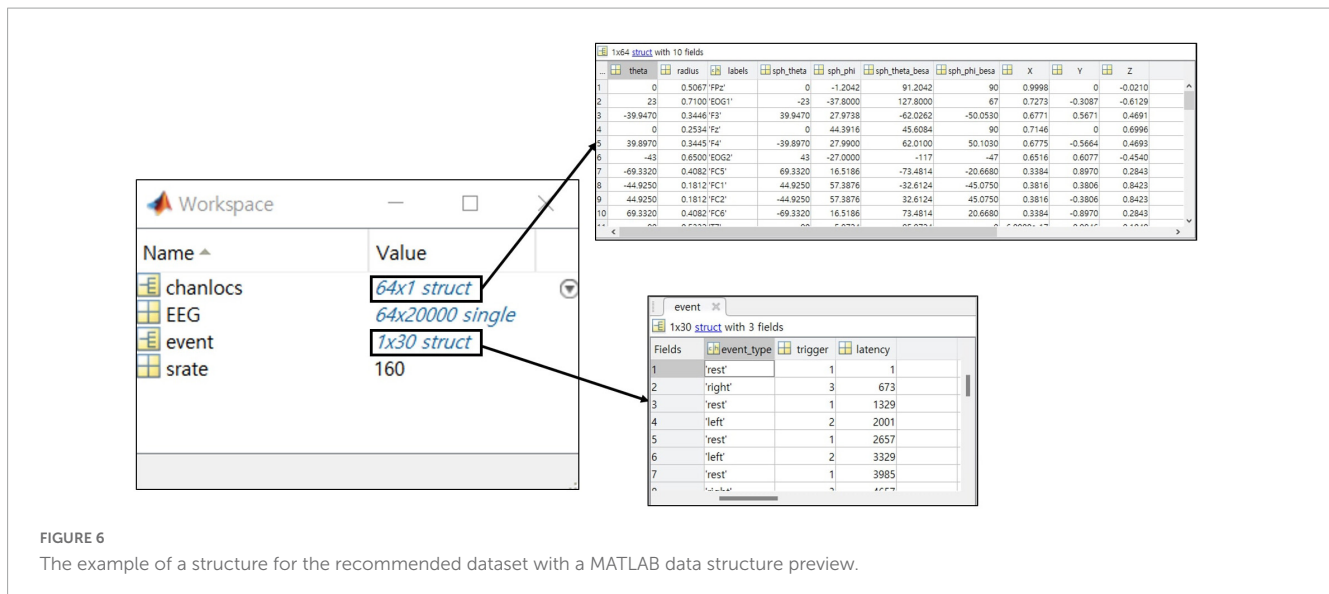 1x64 struct with 10 fields
... theta radius labels sph_theta sph_phi sph_theta_besa sph_phi_besa X Y Z
1 0 0.5067 'FPz' 0 -1.2042 91.2042 90 0.9998 0 -0.0210
2 23 0.7100 'EOG1' -23 -37.8000 127.8000 67 0.7273 -0.3087 -0.6129
3 -39.9470 0.3446 'F3' 39.9470 27.9738 -62.0262 -50.0530 0.6771 0.5671 0.4691
4 0 0.2534 'Fz' 0 44.3916 45.6084 90 0.7146 0 0.6996
5 39.8970 0.3445 'F4' -39.8970 27.9900 62.0100 50.1030 0.6775 -0.5664 0.4693
6 -43 0.6500 'EOG2' 43 -27.0000 -117 -47 0.6516 0.6077 -0.4540
7 -69.3320 0.4082 'FC5' 69.3320 16.5186 -73.4814 -20.6680 0.3384 0.8970 0.2843
8 -44.9250 0.1812 'FC1' 44.9250 57.3876 -32.6124 -45.0750 0.3816 0.3806 0.8423
9 44.9250 0.1812 'FC2' -44.9250 57.3876 32.6124 45.0750 0.3816 -0.3806 0.8423
10 69.3320 0.4082 'FC6' -69.3320 16.5186 73.4814 20.6680 0.3384 -0.8970 0.2843
Workspace
Name Value
chanlocs 64x1 struct
EEG 64x20000 single
event 1x30 struct
srate 160
event
1x30 struct with 3 fields
Fields event_type trigger latency
1 'rest' 1 1
2 'right' 3 673
3 'rest' 1 1329
4 'left' 2 2001
5 'rest' 1 2657
6 'left' 2 3329
7 'rest' 1 3985
FIGURE 6
The example of a structure for the recommended dataset with a MATLAB data structure preview.